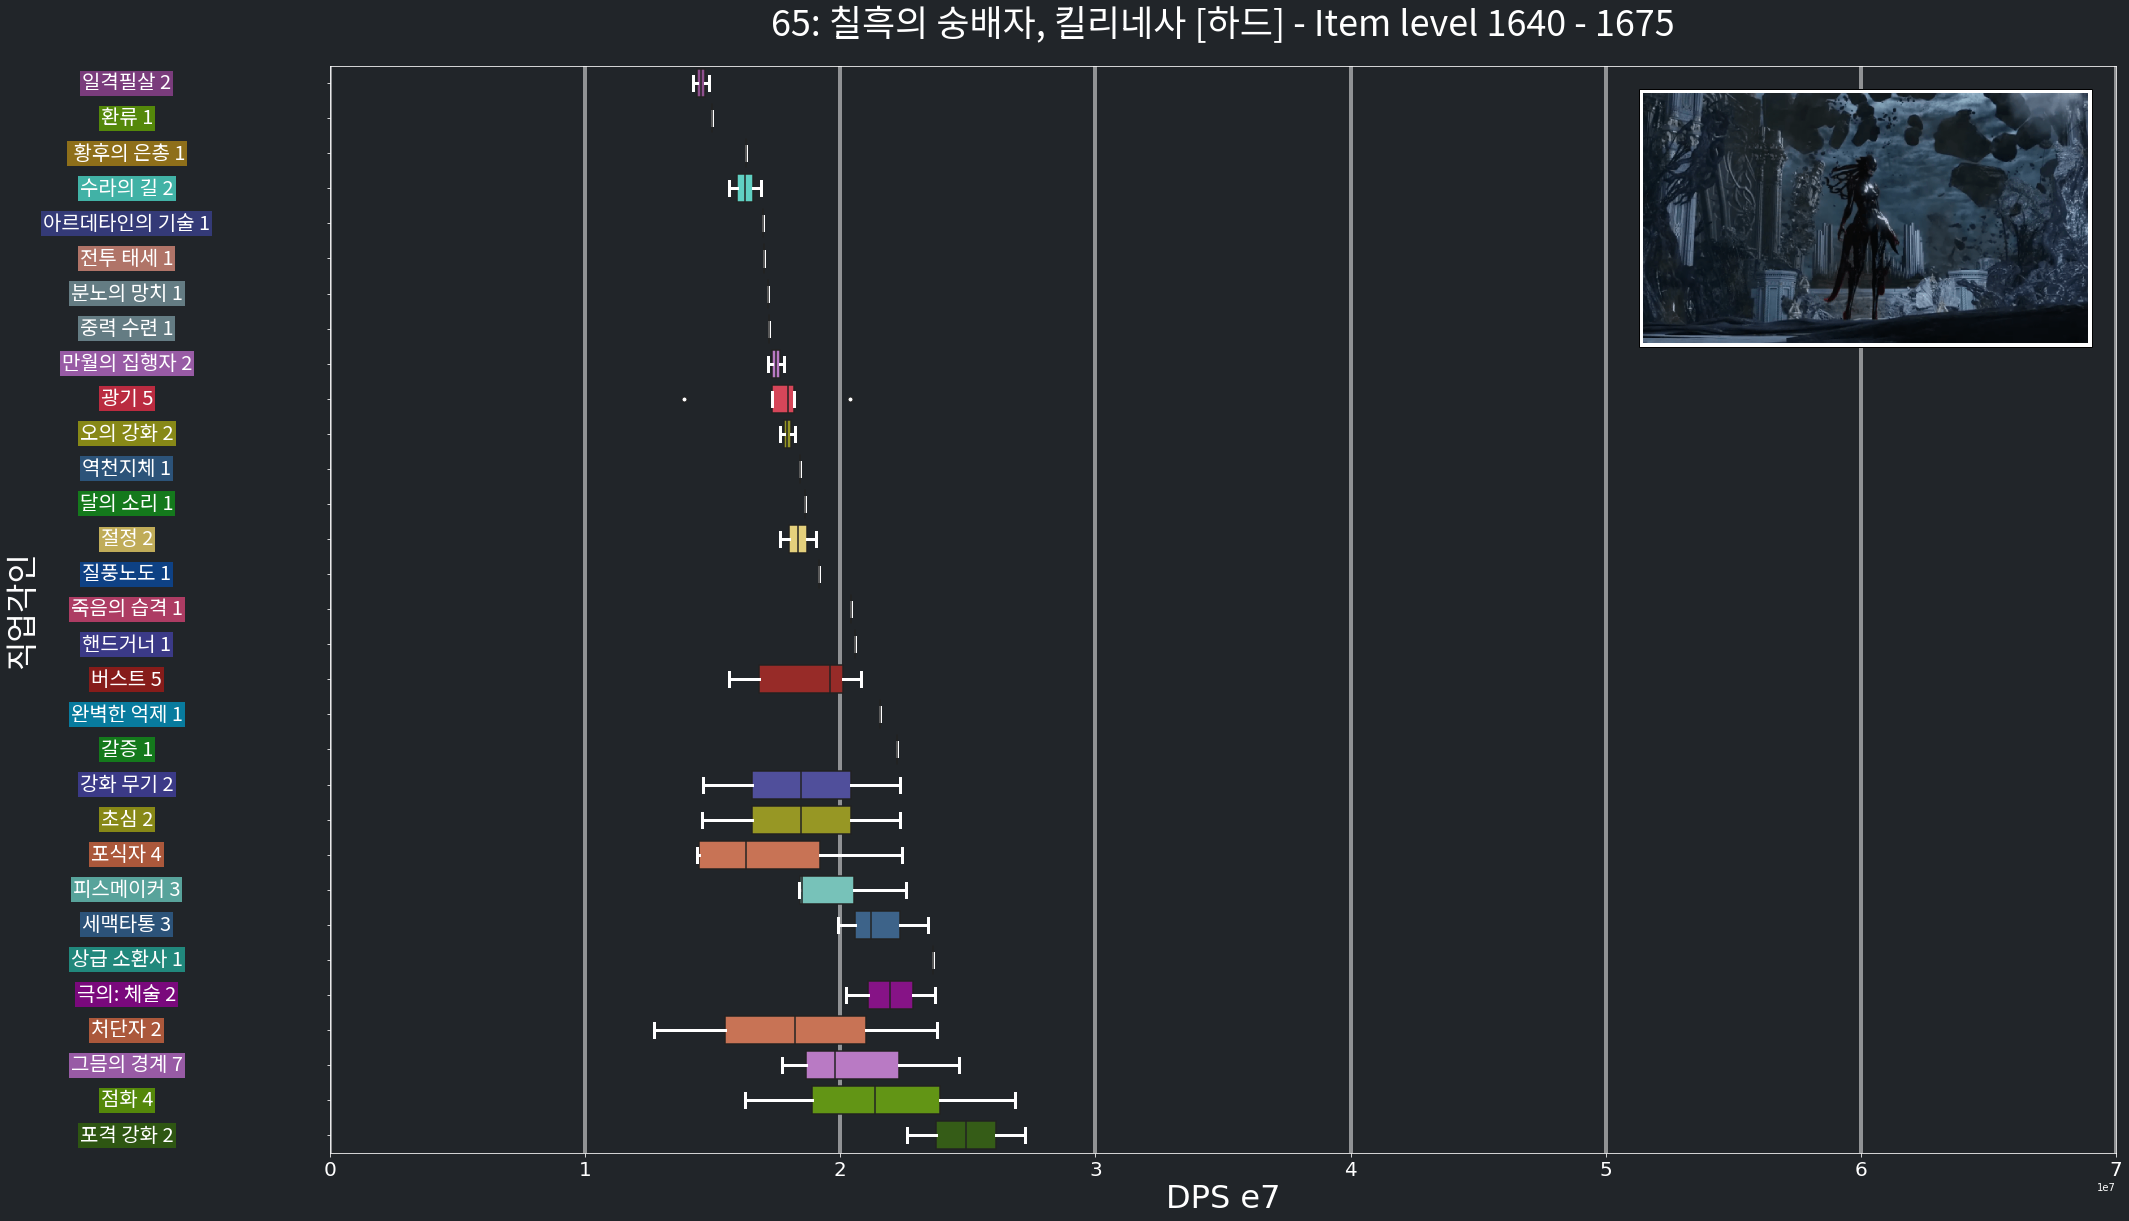 65: 칠흑의 숭배자, 킬리네사 [하드] - Item level 1640 - 1675
일격필살 2
환류 1
황후의 은총 1
수라의 길 2
아르데타인의 기술 1
전투 태세 1
분노의 망치 1
중력 수련 1
만월의 집행자 2
광기 5
오의 강화 2
역천지체 1
달의 소리 1
절정 2
질풍노도 1
죽음의 습격 1
핸드거너 1
버스트 5
완벽한 억제 1
갈증 1
강화 무기 2
초심 2
포식자 4
피스메이커 3
세맥타통 3
상급 소환사 1
극의: 체술 2
처단자 2
그믐의 경계 7
점화 4
포격 강화 2
직업각인
0 1 2 3 4 5 6 7
1e7
DPS e7